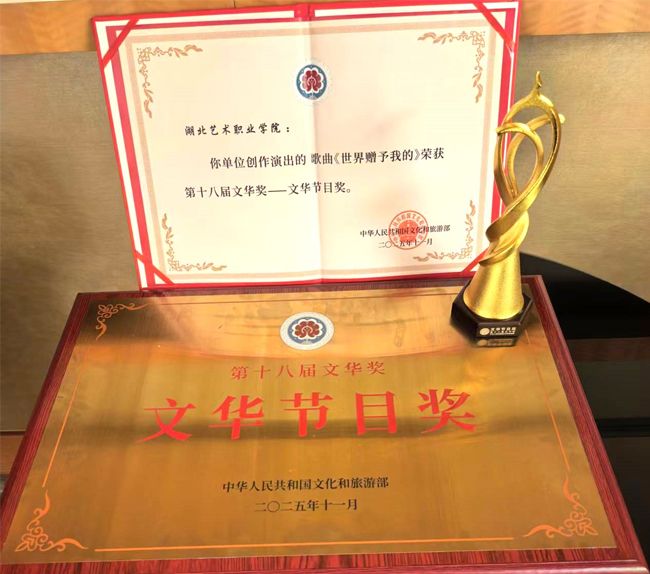 湖北艺术职业学院：
你单位创作演出的 歌曲《世界赠予我的》荣获
第十八届文华奖——文华节目奖。
中华人民共和国文化和旅游部
二〇二五年十一月
第十八届文华奖
文华节目奖
中华人民共和国文化和旅游部
二〇二五年十一月